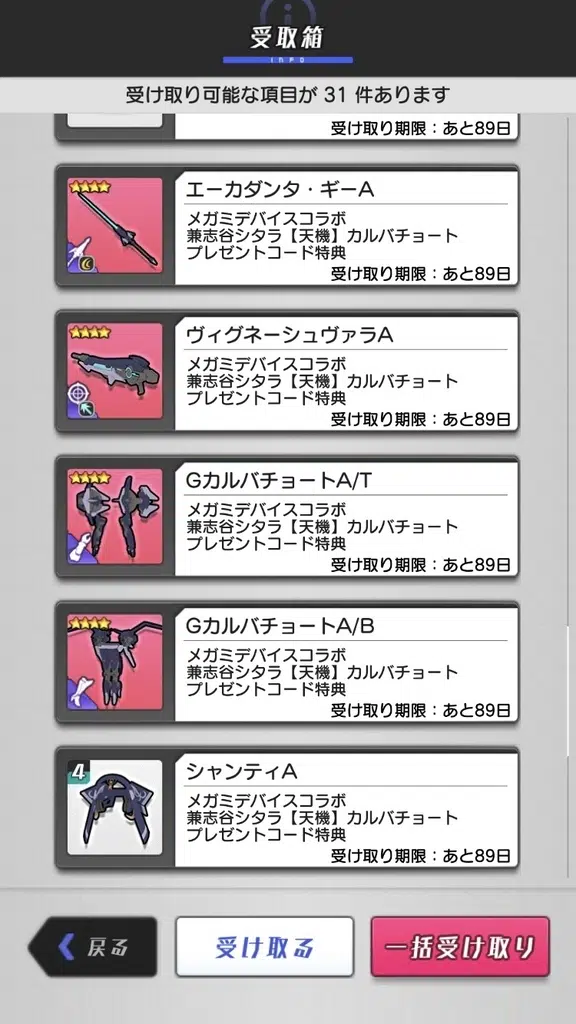 受取箱
INFO
受け取り可能な項目が 31 件あります
受け取り期限：あと89日
エーカダンタ・ギーA
メガミデバイスコラボ
兼志谷シタラ【天機】カルバチョート
プレゼントコード特典
受け取り期限：あと89日
ヴィグネーシュヴァラA
メガミデバイスコラボ
兼志谷シタラ【天機】カルバチョート
プレゼントコード特典
受け取り期限：あと89日
GカルバチョートA/T
メガミデバイスコラボ
兼志谷シタラ【天機】カルバチョート
プレゼントコード特典
受け取り期限：あと89日
GカルバチョートA/B
メガミデバイスコラボ
兼志谷シタラ【天機】カルバチョート
プレゼントコード特典
受け取り期限：あと89日
4
シャンティA
メガミデバイスコラボ
兼志谷シタラ【天機】カルバチョート
プレゼントコード特典
受け取り期限：あと89日
戻る
受け取る
一括受け取り